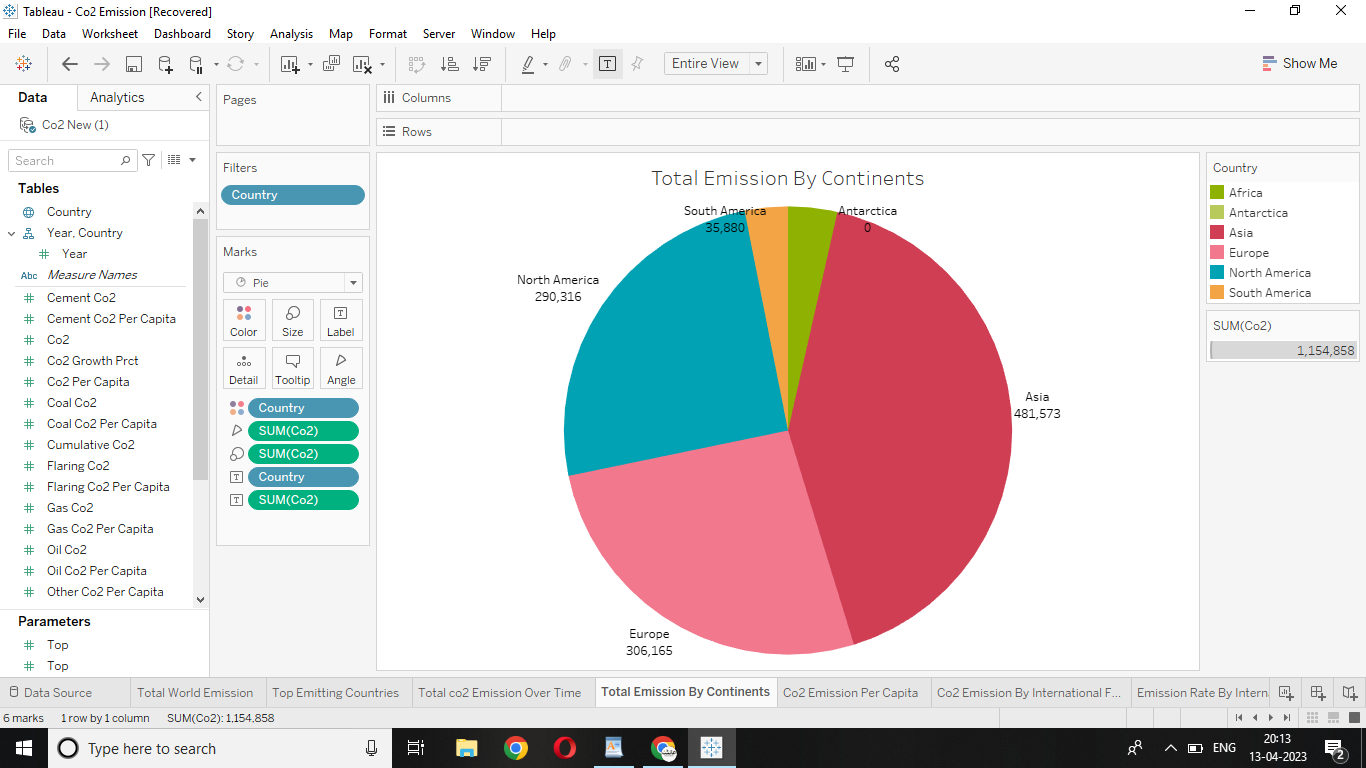 Tableau - Co2 Emission [Recovered]
File Data Worksheet Dashboard Story Analysis Map Format Server Window Help
Entire View
Show Me
Data Analytics
Co2 New (1)
Search
Tables
Country
Year, Country
Year
Abc Measure Names
Cement Co2
Cement Co2 Per Capita
Co2
Co2 Growth Prct
Co2 Per Capita
Coal Co2
Coal Co2 Per Capita
Cumulative Co2
Flaring Co2
Flaring Co2 Per Capita
Gas Co2
Gas Co2 Per Capita
Oil Co2
Oil Co2 Per Capita
Other Co2 Per Capita
Parameters
Top
Top
Pages
Filters
Country
Marks
Pie
Color Size Label
Detail Tooltip Angle
Country
SUM(Co2)
SUM(Co2)
Country
SUM(Co2)
Columns
Rows
Total Emission By Continents
South America
35,880
Antarctica
0
North America
290,316
Asia
481,573
Europe
306,165
Country
Africa
Antarctica
Asia
Europe
North America
South America
SUM(Co2)
1,154,858
Data Source Total World Emission Top Emitting Countries Total co2 Emission Over Time Total Emission By Continents Co2 Emission Per Capita Co2 Emission By International F... Emission Rate By Intern
6 marks 1 row by 1 column SUM(Co2): 1,154,858
Type here to search
ENG
20:13
13-04-2023
2